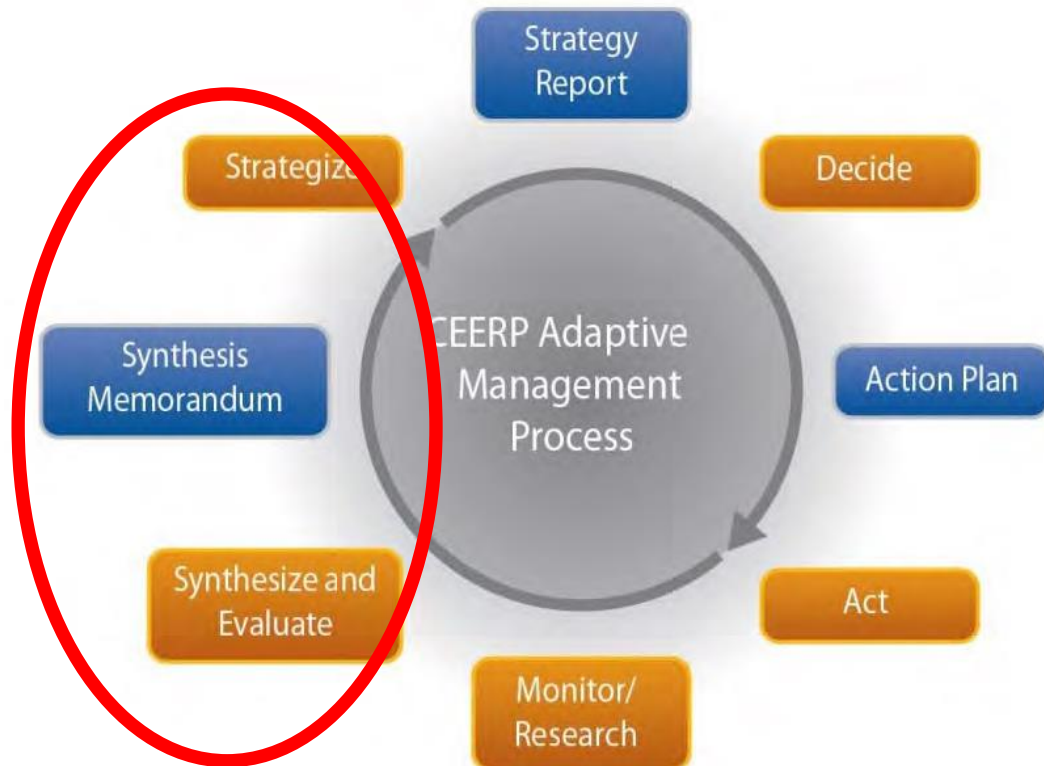 Strategy
Report
Strategize
Decide
CEERP Adaptive
Management
Process
Synthesis
Memorandum
Action Plan
Synthesize and
Evaluate
Act
Monitor/
Research